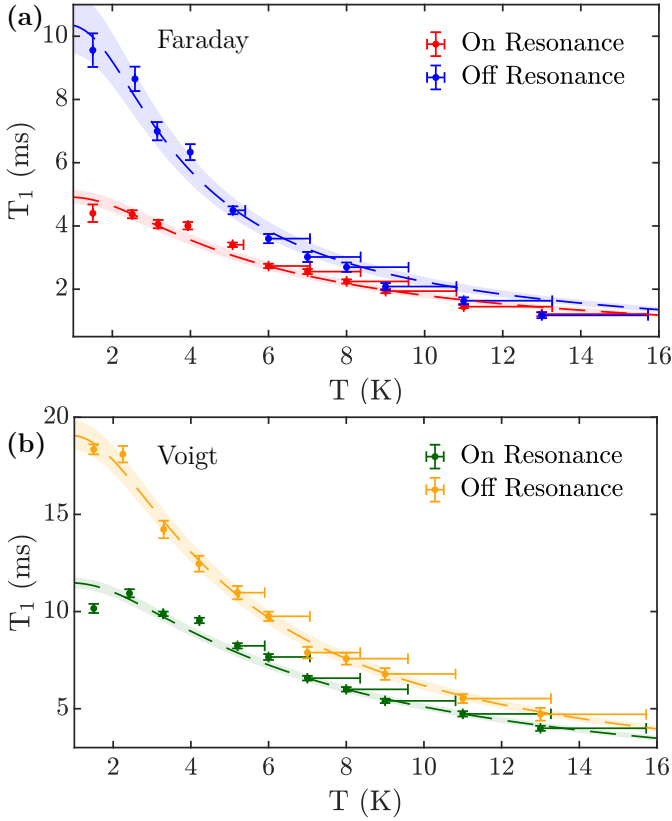 (a)
Faraday
On Resonance
Off Resonance
10
8
6
4
2
T1 (ms)
2 4 6 8 10 12 14 16
T (K)
(b)
Voigt
On Resonance
Off Resonance
20
15
10
5
T1 (ms)
2 4 6 8 10 12 14 16
T (K)